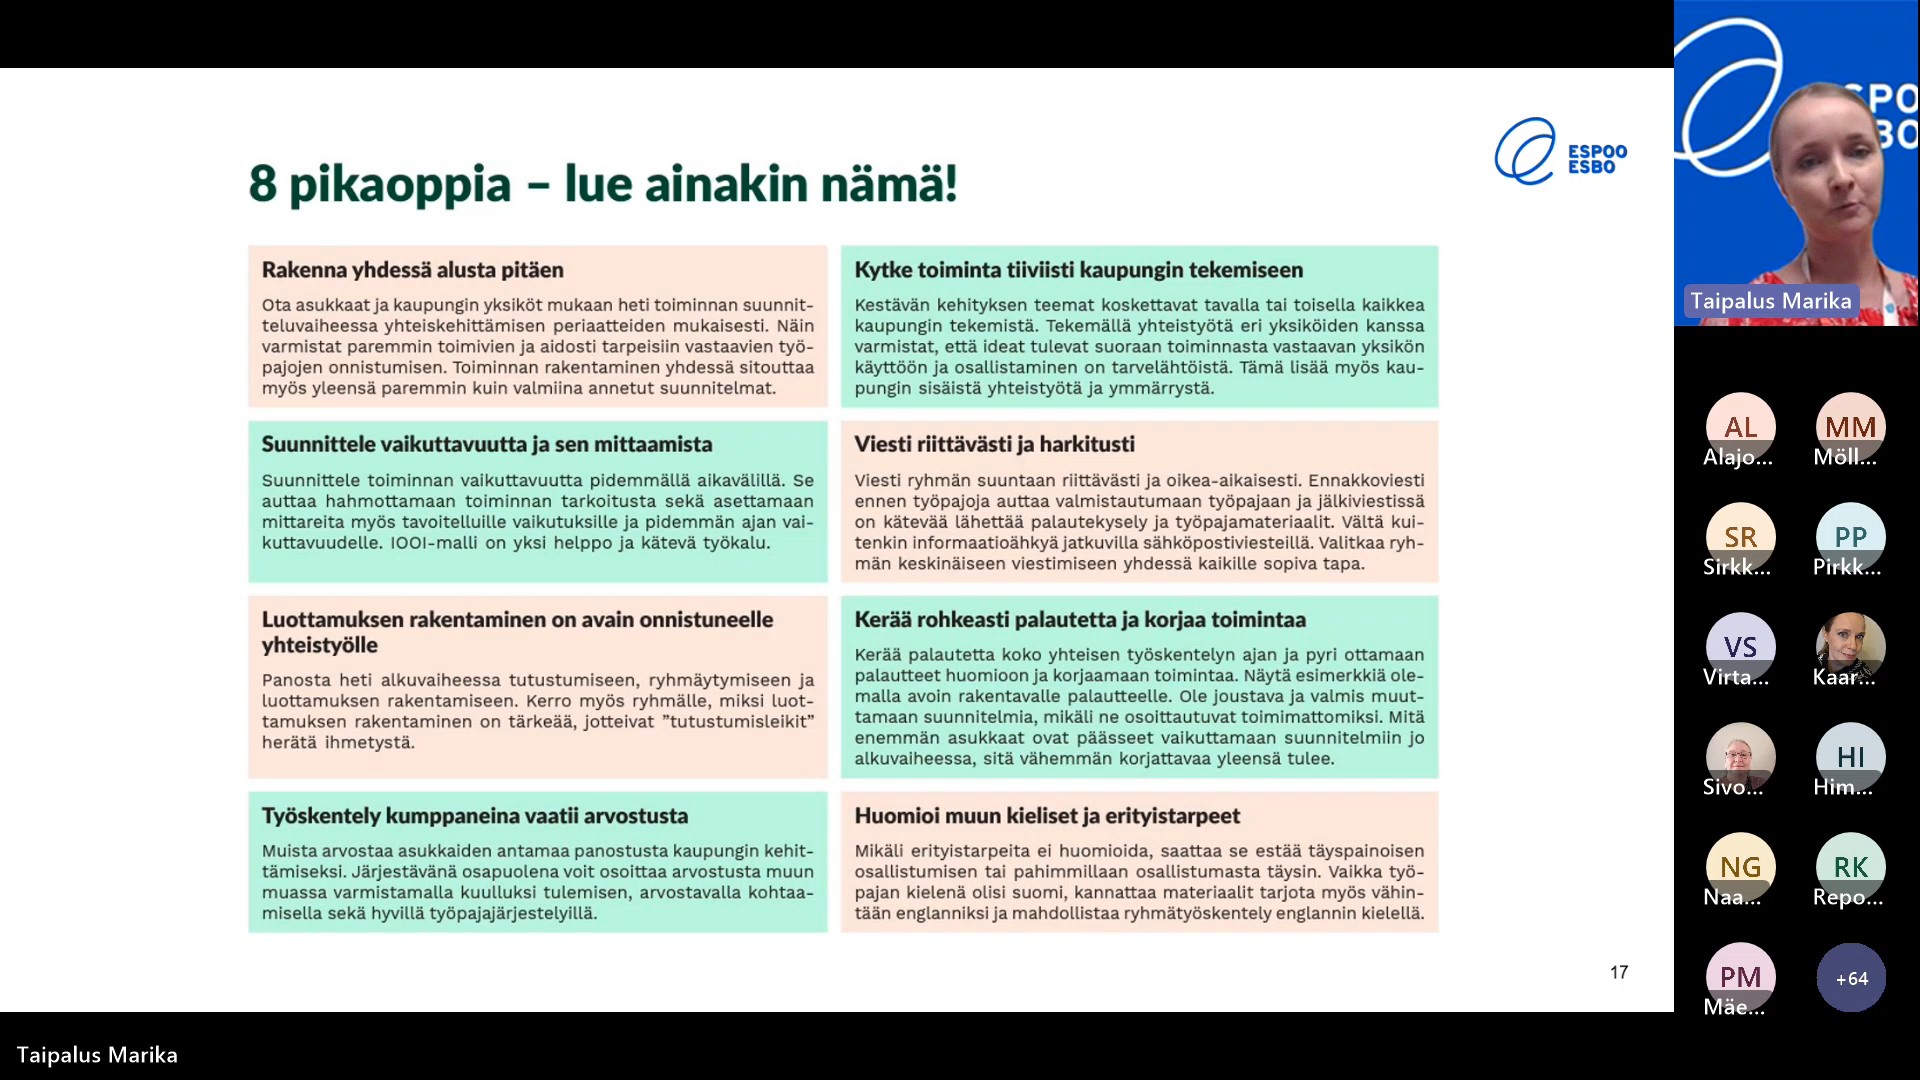 8 pikaoppia – lue ainakin nämä!
ESPOO
ESBO
Rakenna yhdessä alusta pitäen
Ota asukkaat ja kaupungin yksiköt mukaan heti toiminnan suunnit-
teluvaiheessa yhteiskehittämisen periaatteiden mukaisesti. Näin
varmistat paremmin toimivien ja aidosti tarpeisiin vastaavien työ-
pajojen onnistumisen. Toiminnan rakentaminen yhdessä sitouttaa
myös yleensä paremmin kuin valmiina annetut suunnitelmat.
Kytke toiminta tiiviisti kaupungin tekemiseen
Kestävän kehityksen teemat koskettavat tavalla tai toisella kaikkea
kaupungin tekemistä. Tekemällä yhteistyötä eri yksiköiden kanssa
varmistat, että ideat tulevat suoraan toiminnasta vastaavan yksikön
käyttöön ja osallistaminen on tarvelähtöistä. Tämä lisää myös kau-
pungin sisäistä yhteistyötä ja ymmärrystä.
Suunnittele vaikuttavuutta ja sen mittaamista
Suunnittele toiminnan vaikuttavuutta pidemmällä aikavälillä. Se
auttaa hahmottamaan toiminnan tarkoitusta sekä asettamaan
mittareita myös tavoitelluille vaikutuksille ja pidemmän ajan vai-
kuttavuudelle. IOOI-malli on yksi helppo ja kätevä työkalu.
Viesti riittävästi ja harkitusti
Viesti ryhmän suuntaan riittävästi ja oikea-aikaisesti. Ennakkoviesti
ennen työpajoja auttaa valmistautumaan työpajaan ja jälkiviestissä
on kätevää lähettää palautekysely ja työpajamateriaalit. Vältä kui-
tenkin informaatioähkyä jatkuvilla sähköpostiviesteillä. Valitkaa ryh-
män keskinäiseen viestimiseen yhdessä kaikille sopiva tapa.
Luottamuksen rakentaminen on avain onnistuneelle
yhteistyölle
Panosta heti alkuvaiheessa tutustumiseen, ryhmäytymiseen ja
luottamuksen rakentamiseen. Kerro myös ryhmälle, miksi luot-
tamuksen rakentaminen on tärkeää, jotteivat ”tutustumisleikit”
herätä ihmetystä.
Kerää rohkeasti palautetta ja korjaa toimintaa
Kerää palautetta koko yhteisen työskentelyn ajan ja pyri ottamaan
palautteet huomioon ja korjaamaan toimintaa. Näytä esimerkkiä ole-
malla avoin rakentavalle palautteelle. Ole joustava ja valmis muut-
tamaan suunnitelmia, mikäli ne osoittautuvat toimimattomiksi. Mitä
enemmän asukkaat ovat päässeet vaikuttamaan suunnitelmiin jo
alkuvaiheessa, sitä vähemmän korjattavaa yleensä tulee.
Työskentely kumppaneina vaatii arvostusta
Muista arvostaa asukkaiden antamaa panostusta kaupungin kehit-
tämiseksi. Järjestävänä osapuolena voit osoittaa arvostusta muun
muassa varmistamalla kuulluksi tulemisen, arvostavalla kohtaa-
misella sekä hyvillä työpajajärjestelyillä.
Huomioi muun kieliset ja erityistarpeet
Mikäli erityistarpeita ei huomioida, saattaa se estää täyspainoisen
osallistumisen tai pahimmillaan osallistumasta täysin. Vaikka työ-
pajan kielenä olisi suomi, kannattaa materiaalit tarjota myös vähin-
tään englanniksi ja mahdollistaa ryhmätyöskentely englannin kielellä.
17
Taipalus Marika
SPO
BO
Taipalus Marika
AL
Alajo...
MM
Möll...
SR
Sirkk...
PP
Pirkk...
VS
Virta...
Kaar...
Sivo...
HI
Him...
NG
Naa...
RK
Repo...
PM
Mäe...
+64